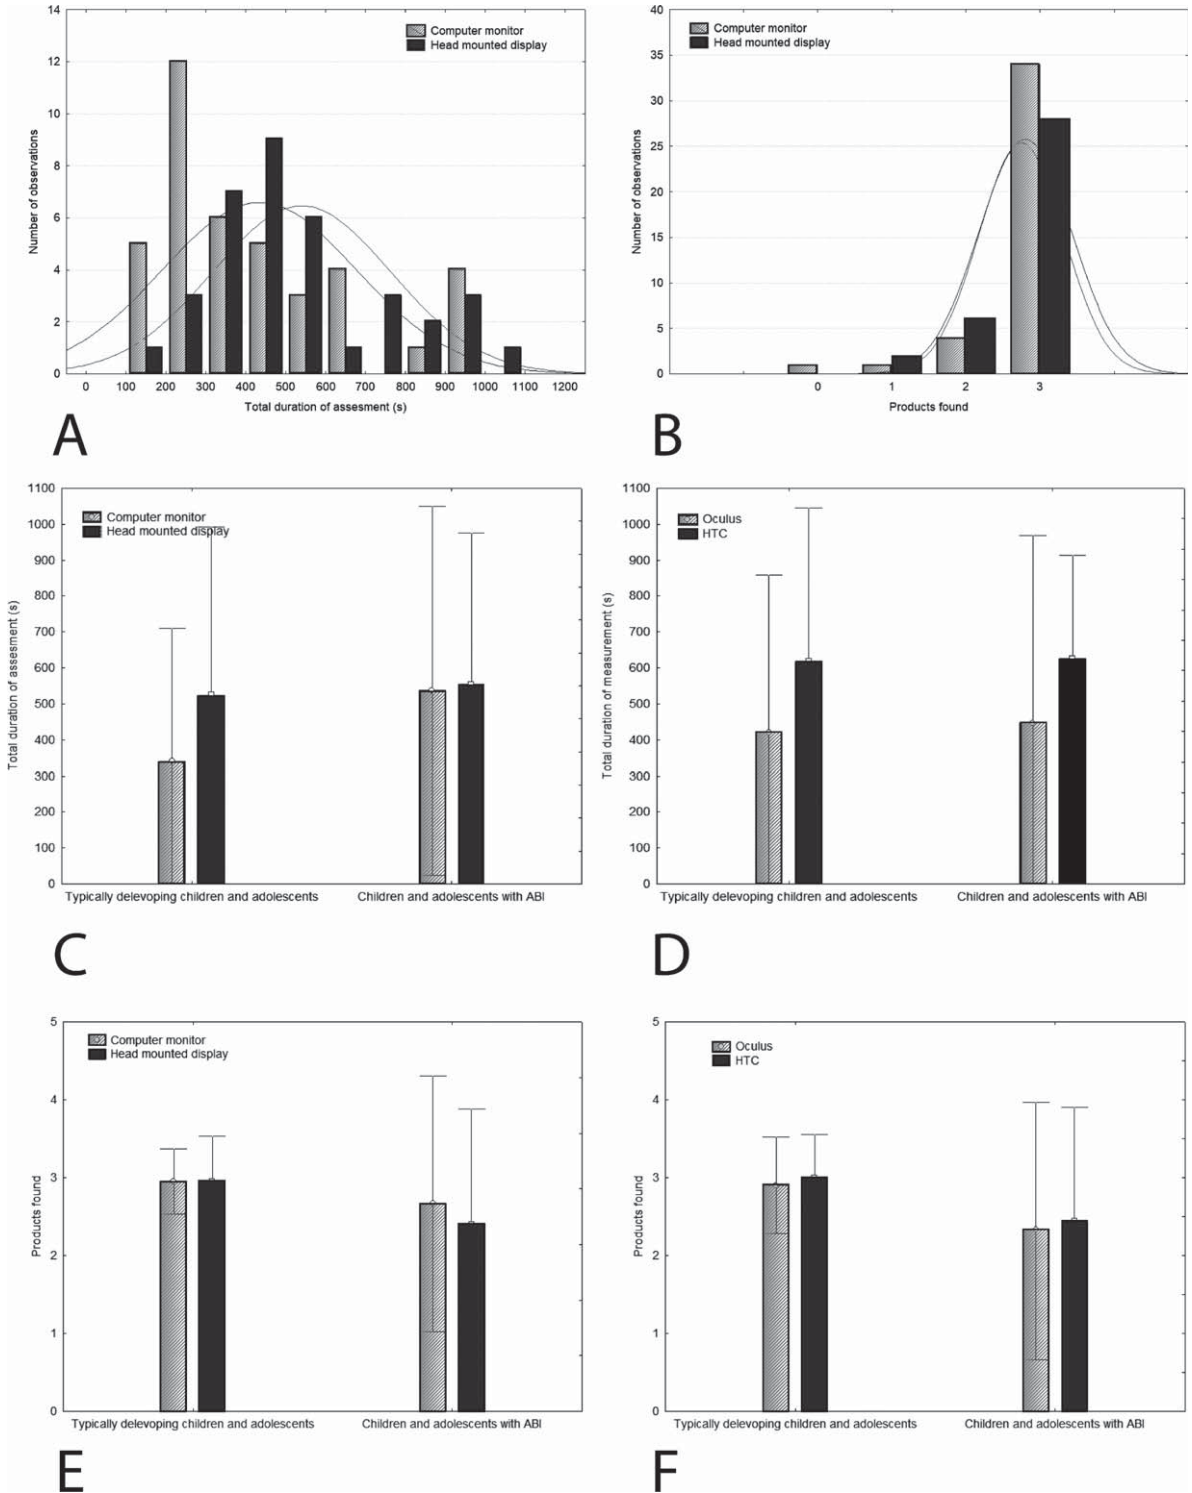 Computer monitor
Head mounted display
Number of observations
14
12
10
8
6
4
2
0
0 100 200 300 400 500 600 700 800 900 1000 1100 1200
Total duration of assesment (s)
A
Computer monitor
Head mounted display
Number of observations
40
35
30
25
20
15
10
5
0
0 1 2 3
Products found
B
Computer monitor
Head mounted display
Total duration of assesment (s)
1100
1000
900
800
700
600
500
400
300
200
100
0
Typically delevoping children and adolescents Children and adolescents with ABI
C
Oculus
HTC
Total duration of measurement (s)
1100
1000
900
800
700
600
500
400
300
200
100
0
Typically delevoping children and adolescents Children and adolescents with ABI
D
Computer monitor
Head mounted display
Products found
5
4
3
2
1
0
Typically delevoping children and adolescents Children and adolescents with ABI
E
Oculus
HTC
Products found
5
4
3
2
1
0
Typically delevoping children and adolescents Children and adolescents with ABI
F